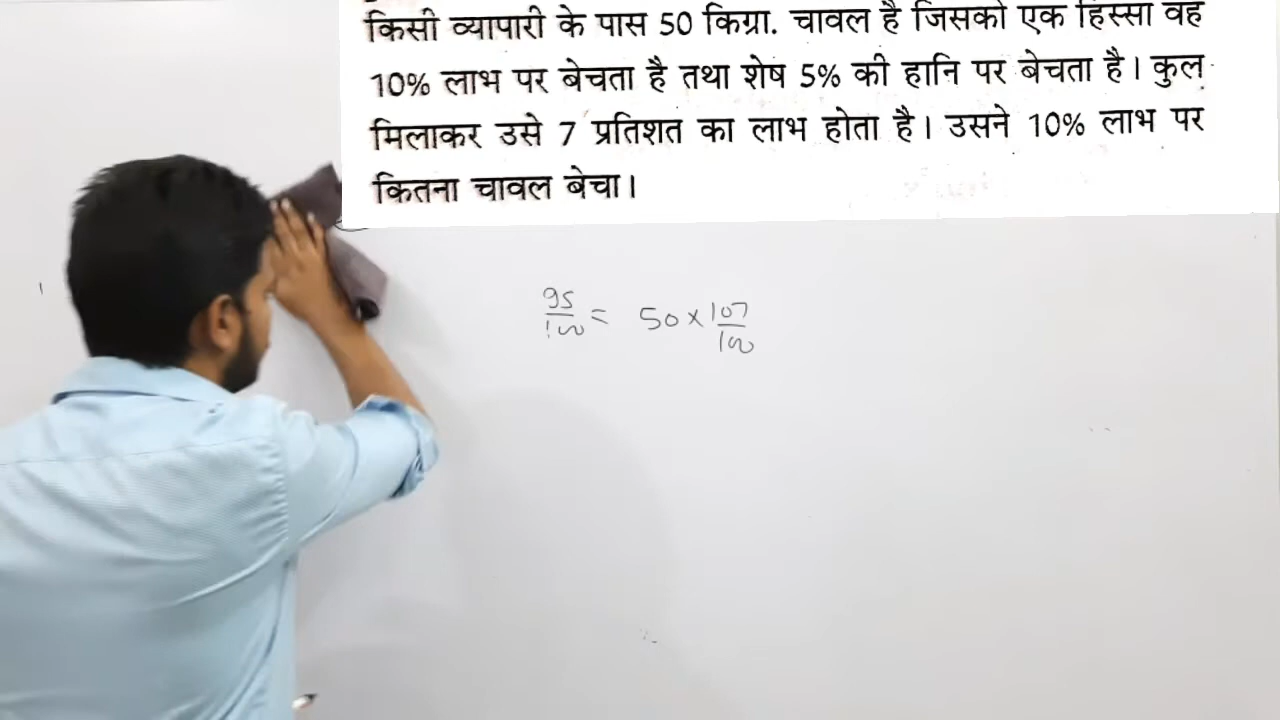 किसी व्यापारी के पास 50 किग्रा. चावल है जिसको एक हिस्सा वह
10% लाभ पर बेचता है तथा शेष 5% की हानि पर बेचता है। कुल
मिलाकर उसे 7 प्रतिशत का लाभ होता है। उसने 10% लाभ पर
कितना चावल बेचा।
95/100 = 50 × 107/100